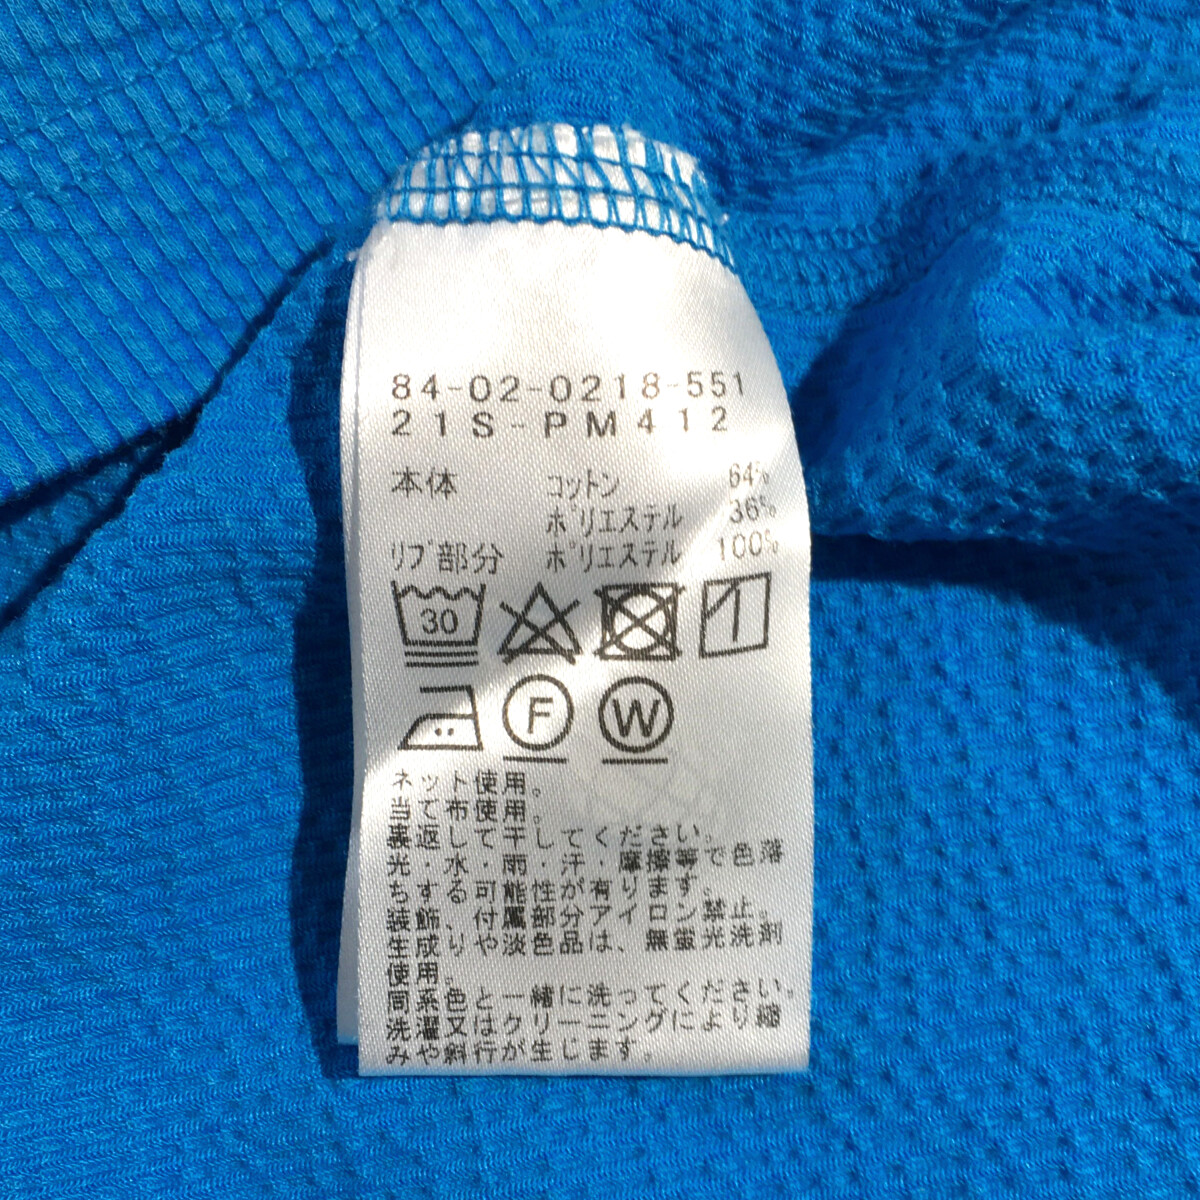 84-02-0218-551
21S-PM412
本体 コットン 64%
ポリエステル 36%
リブ部分 ポリエステル 100%
30
F W
ネット使用。
当て布使用。
裏返して干してください。
光・水・雨・汗・摩擦等で色落
ちする可能性が有ります。
装飾、付属部分アイロン禁止。
生成りや淡色品は、無蛍光洗剤
使用。
同系色と一緒に洗ってください。
洗濯又はクリーニングにより縮
みや斜行が生じます。